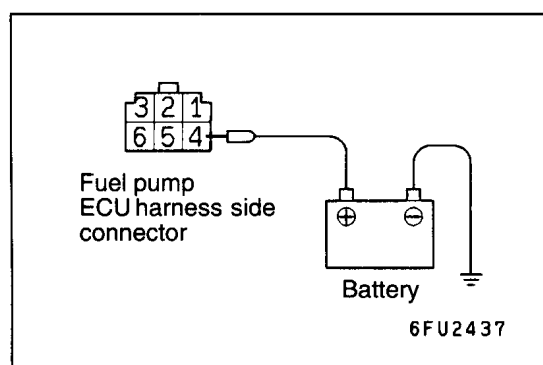 3 2 1
6 5 4
Fuel pump
ECU harness side
connector
⊕ ⊖
Battery
6FU2437